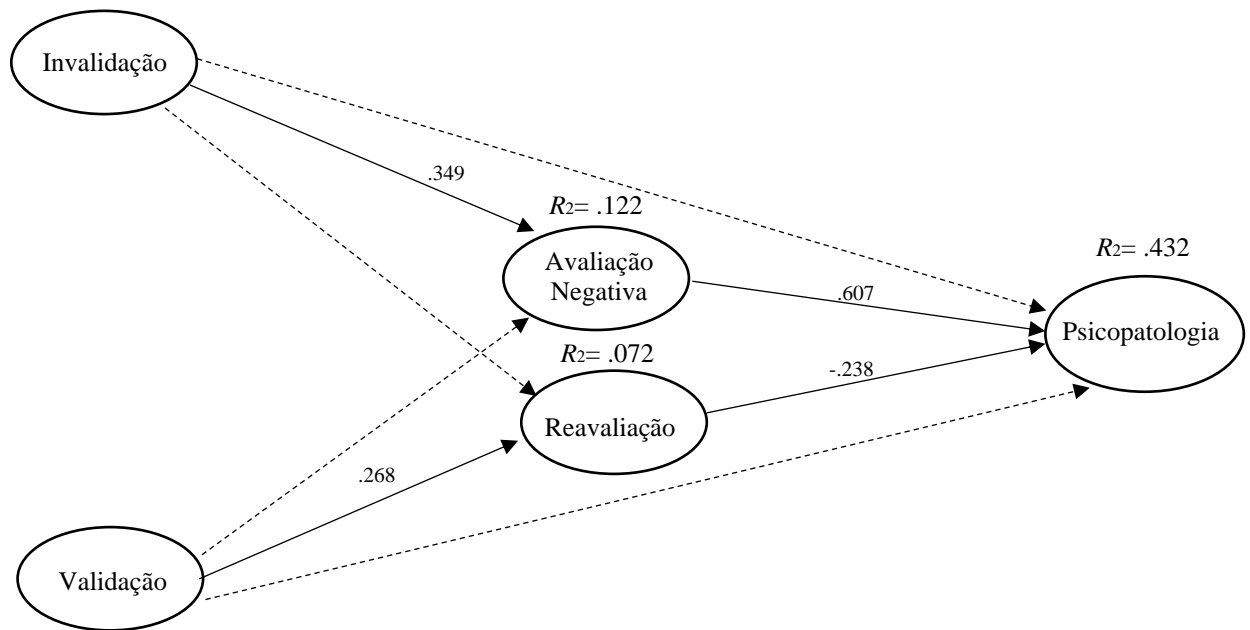 Invalidação
.349
R2= .122
Avaliação
Negativa
R2= .432
.607
Psicopatologia
R2= .072
-.238
Reavaliação
.268
Validação